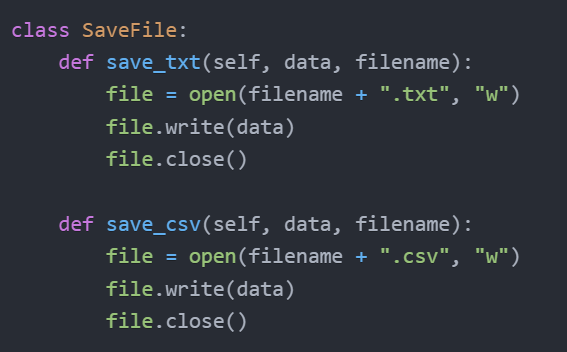 class SaveFile:
    def save_txt(self, data, filename):
        file = open(filename + ".txt", "w")
        file.write(data)
        file.close()

    def save_csv(self, data, filename):
        file = open(filename + ".csv", "w")
        file.write(data)
        file.close()